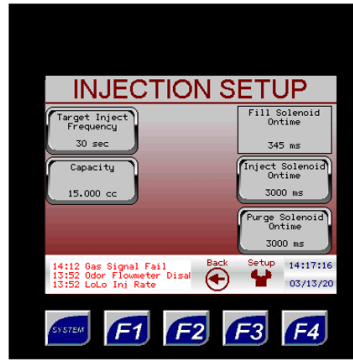 INJECTION SETUP
Target Inject
Frequency
30 sec
Capacity
15.000 cc
Fill Solenoid
Ontime
345 ms
Inject Solenoid
Ontime
3000 ms
Purge Solenoid
Ontime
3000 ms
14:12 Gas Signal Fail
13:52 Odor Flowmeter Disa
13:52 LoLo Inj Rate
Back
Setup
14:17:16
03/13/20
SYSTEM
F1
F2
F3
F4